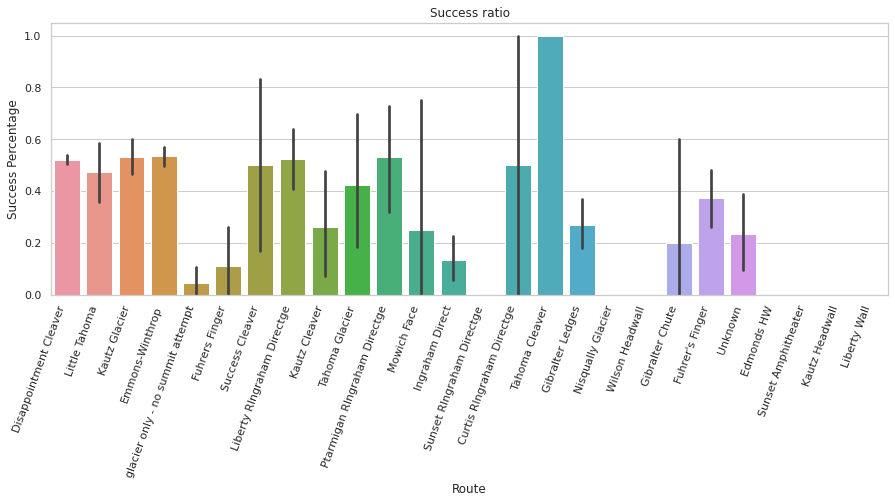 Success ratio
Success Percentage
1.0
0.8
0.6
0.4
0.2
0.0
Disappointment Cleaver
Little Tahoma
Kautz Glacier
Emmons-Winthrop
glacier only - no summit attempt
Fuhrers Finger
Success Cleaver
Liberty RIngraham Directge
Kautz Cleaver
Tahoma Glacier
Ptarmigan RIngraham Directge
Mowich Face
Ingraham Direct
Sunset RIngraham Directge
Curtis RIngraham Directge
Tahoma Cleaver
Gibralter Ledges
Nisqually Glacier
Wilson Headwall
Gibralter Chute
Fuhrer's Finger
Unknown
Edmonds HW
Sunset Amphitheater
Kautz Headwall
Liberty Wall
Route